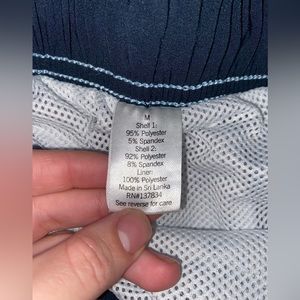 M
Shell 1:
95% Polyester
5% Spandex
Shell 2:
92% Polyester
8% Spandex
Liner:
100% Polyester
Made in Sri Lanka
RN#137834
See reverse for care